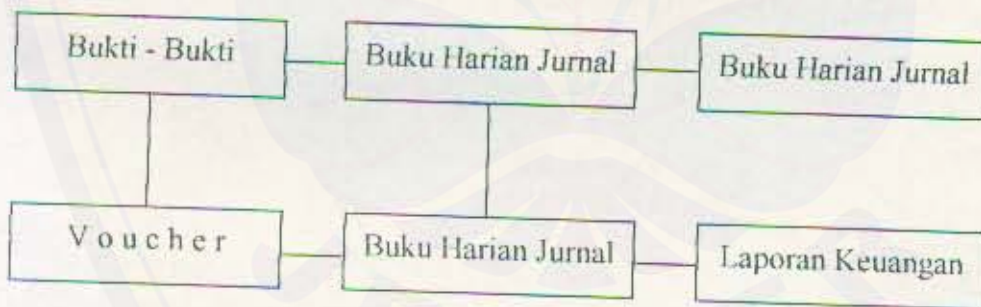 Bukti - Bukti
Buku Harian Jurnal
Buku Harian Jurnal
Voucher
Buku Harian Jurnal
Laporan Keuangan